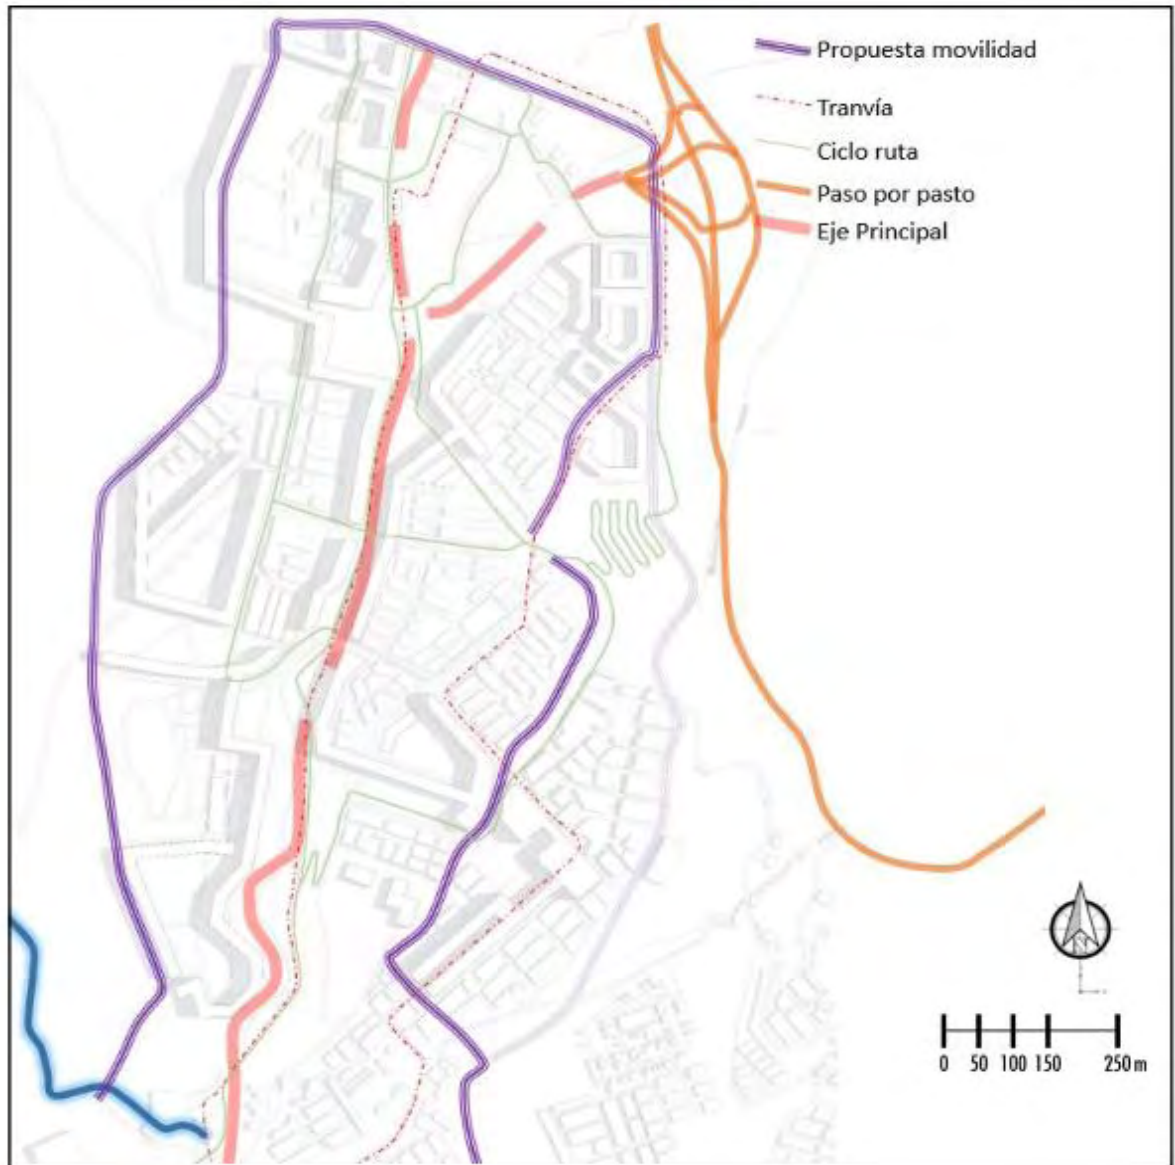 Propuesta movilidad
Tranvía
Ciclo ruta
Paso por pasto
Eje Principal
0 50 100 150 250 m